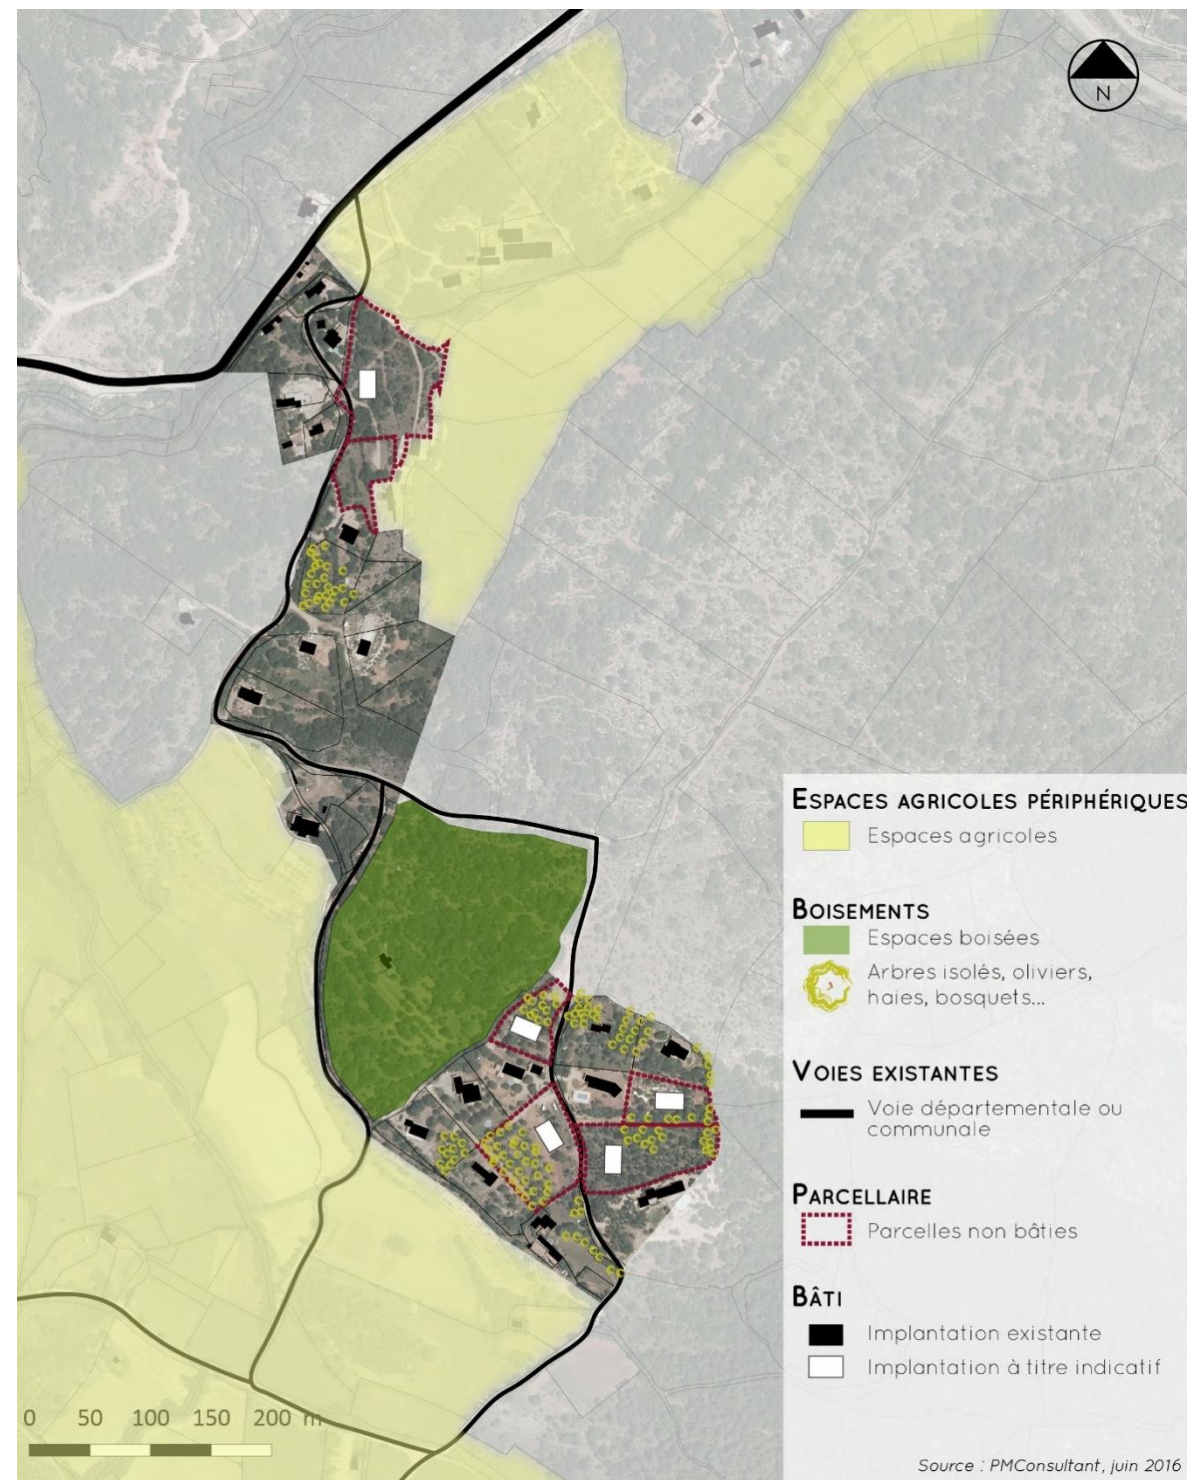 N
ESPACES AGRICOLES PÉRIPHÉRIQUES
Espaces agricoles
BOISEMENTS
Espaces boisées
Arbres isolés, oliviers,
haies, bosquets...
VOIES EXISTANTES
Voie départementale ou
communale
PARCELLAIRE
Parcelles non bâties
BÂTI
Implantation existante
Implantation à titre indicatif
0 50 100 150 200 m
Source : PMConsultant, juin 2016